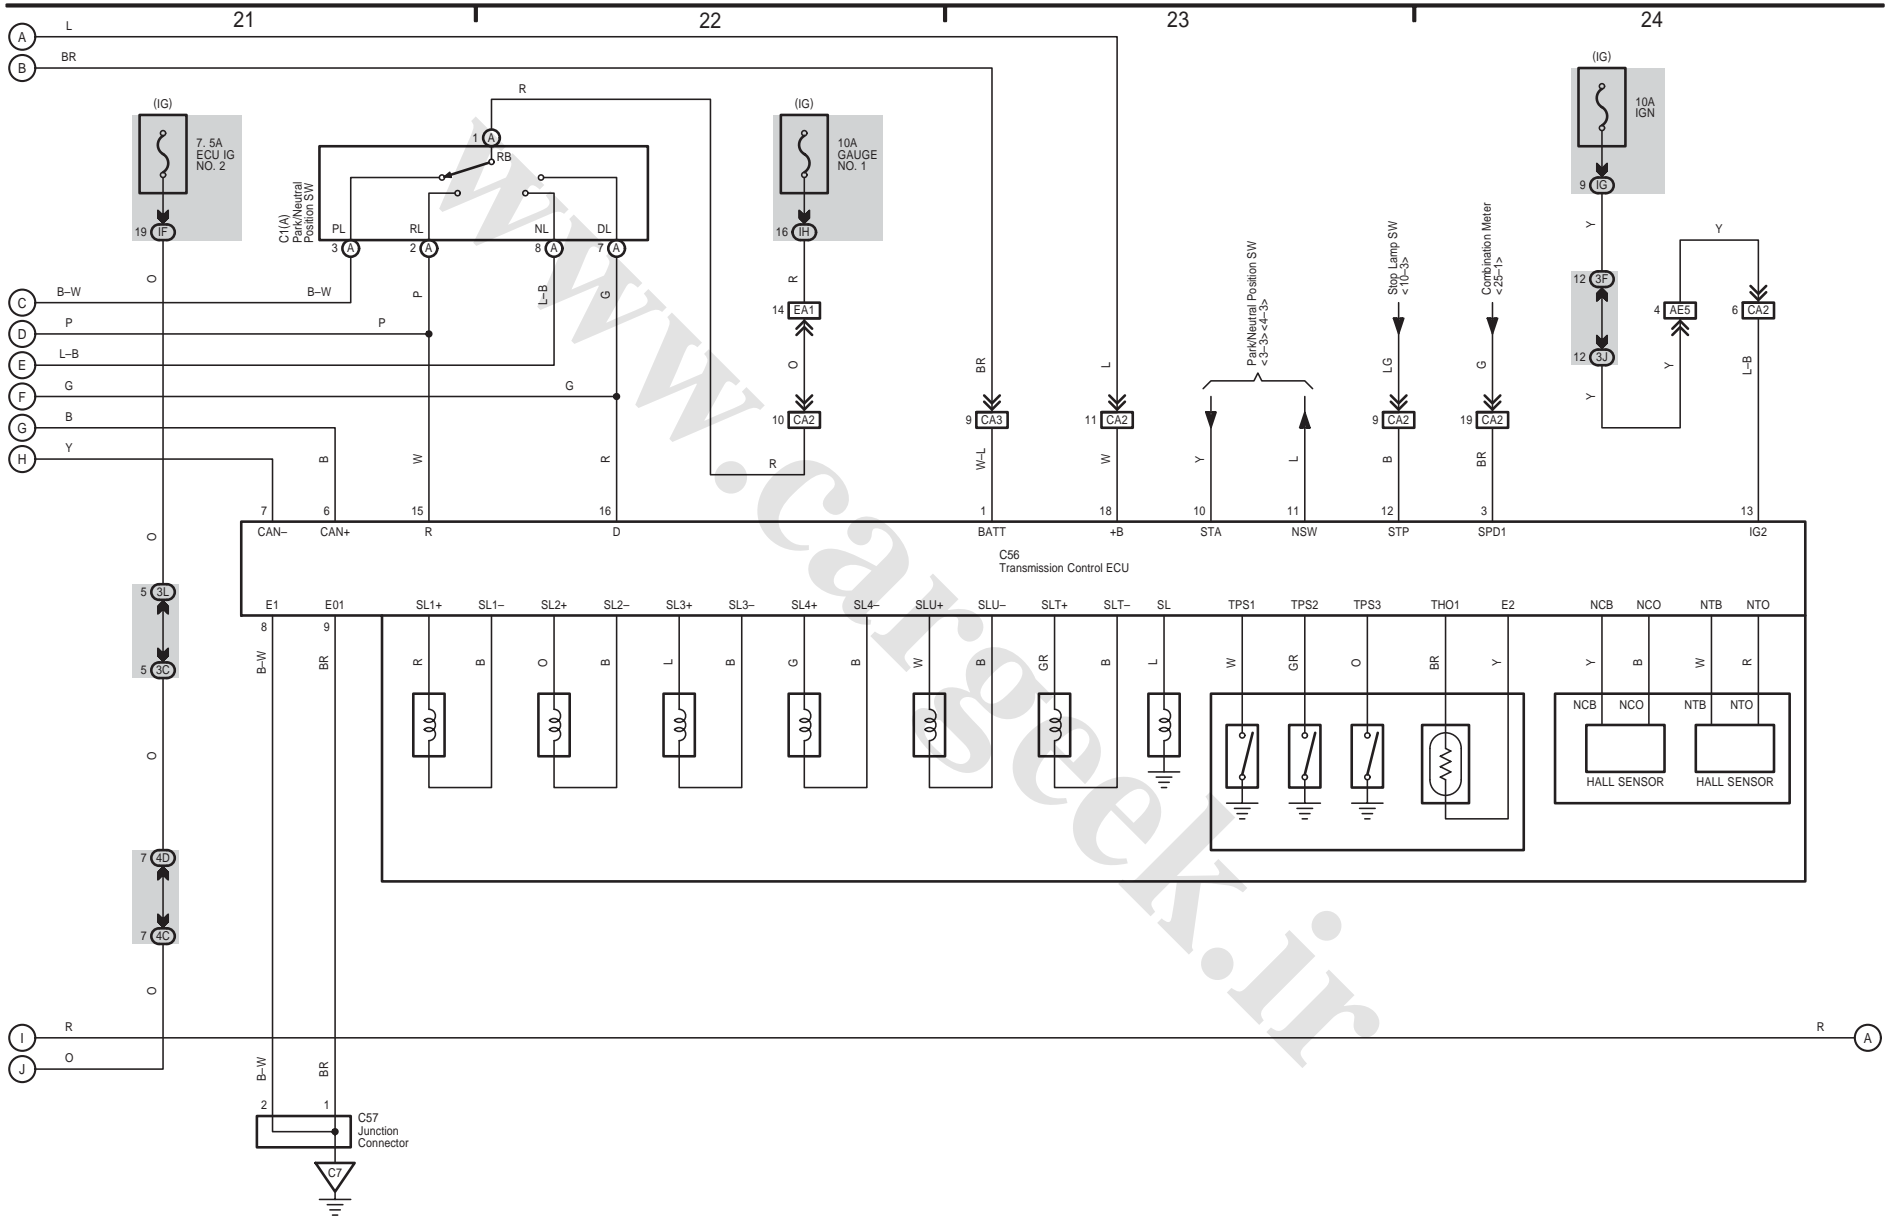 21 22 23 24
A L
B BR
(IG)
7. 5A
ECU IG
NO. 2
19 IF
O
R
1 A
RB
C1(A)
Park/Neutral
Position SW
PL RL NL DL
3 A 2 A 8 A 7 A
(IG)
10A
GAUGE
NO. 1
16 IH
R
14 EA1
O
10 CA2
R
(IG)
10A
IGN
9 IG
Y
12 3F
12 3J
Y
Y
4 AE5
Y
6 CA2
L–B
Park/Neutral Position SW
<3–3><4–3>
Stop Lamp SW
<10–3>
Combination Meter
<25–1>
C B–W B–W
P L–B G
D P P
E L–B
F G G
G B
H Y
B W R
BR L LG G
9 CA3 11 CA2 9 CA2 19 CA2
W–L W Y L B BR
7 6 15 16 1 18 10 11 12 3 13
CAN– CAN+ R D BATT +B STA NSW STP SPD1 IG2
C56
Transmission Control ECU
O
5 3L
5 3C
O
7 4D
7 4C
O
E1 E01 SL1+ SL1– SL2+ SL2– SL3+ SL3– SL4+ SL4– SLU+ SLU– SLT+ SLT– SL TPS1 TPS2 TPS3 THO1 E2 NCB NCO NTB NTO
8 9
B–W BR R B O B L B G B W B GR B L W GR O BR Y Y B W R
NCB NCO NTB NTO
HALL SENSOR HALL SENSOR
I R R A
J O
B–W BR
2 1
C57
Junction
Connector
C7
www.cargeek.ir